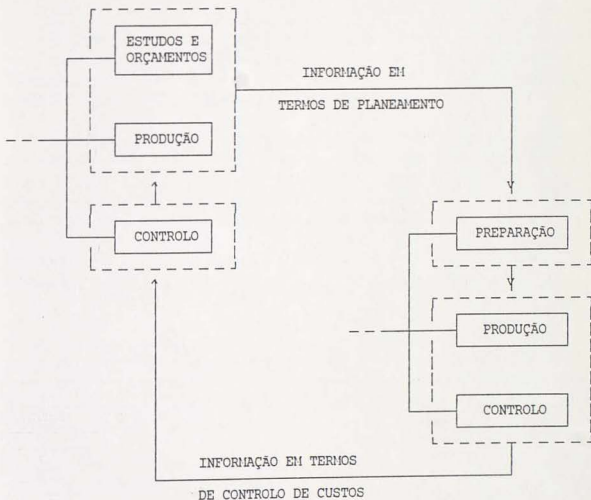 ESTUDOS E
ORÇAMENTOS
INFORMAÇÃO EM
TERMOS DE PLANEAMENTO
PRODUÇÃO
CONTROLO
PREPARAÇÃO
PRODUÇÃO
CONTROLO
INFORMAÇÃO EM TERMOS
DE CONTROLO DE CUSTOS